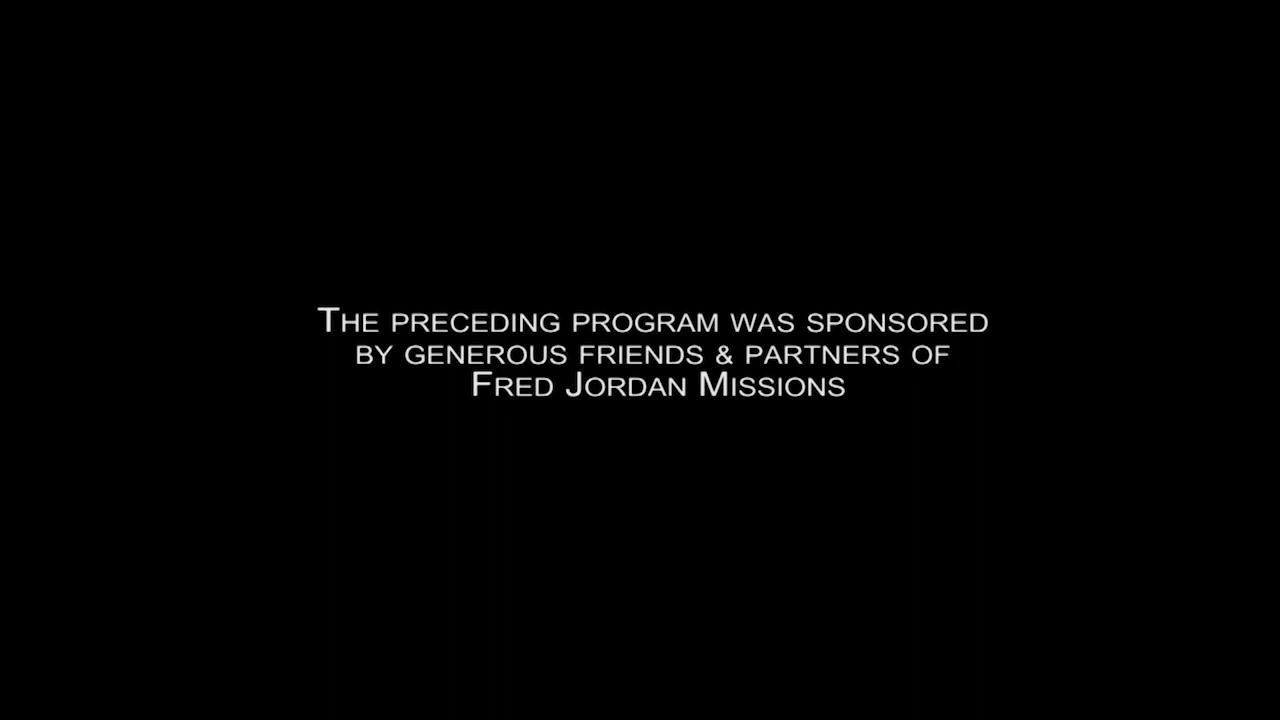 The preceding program was sponsored
by generous friends & partners of
Fred Jordan Missions